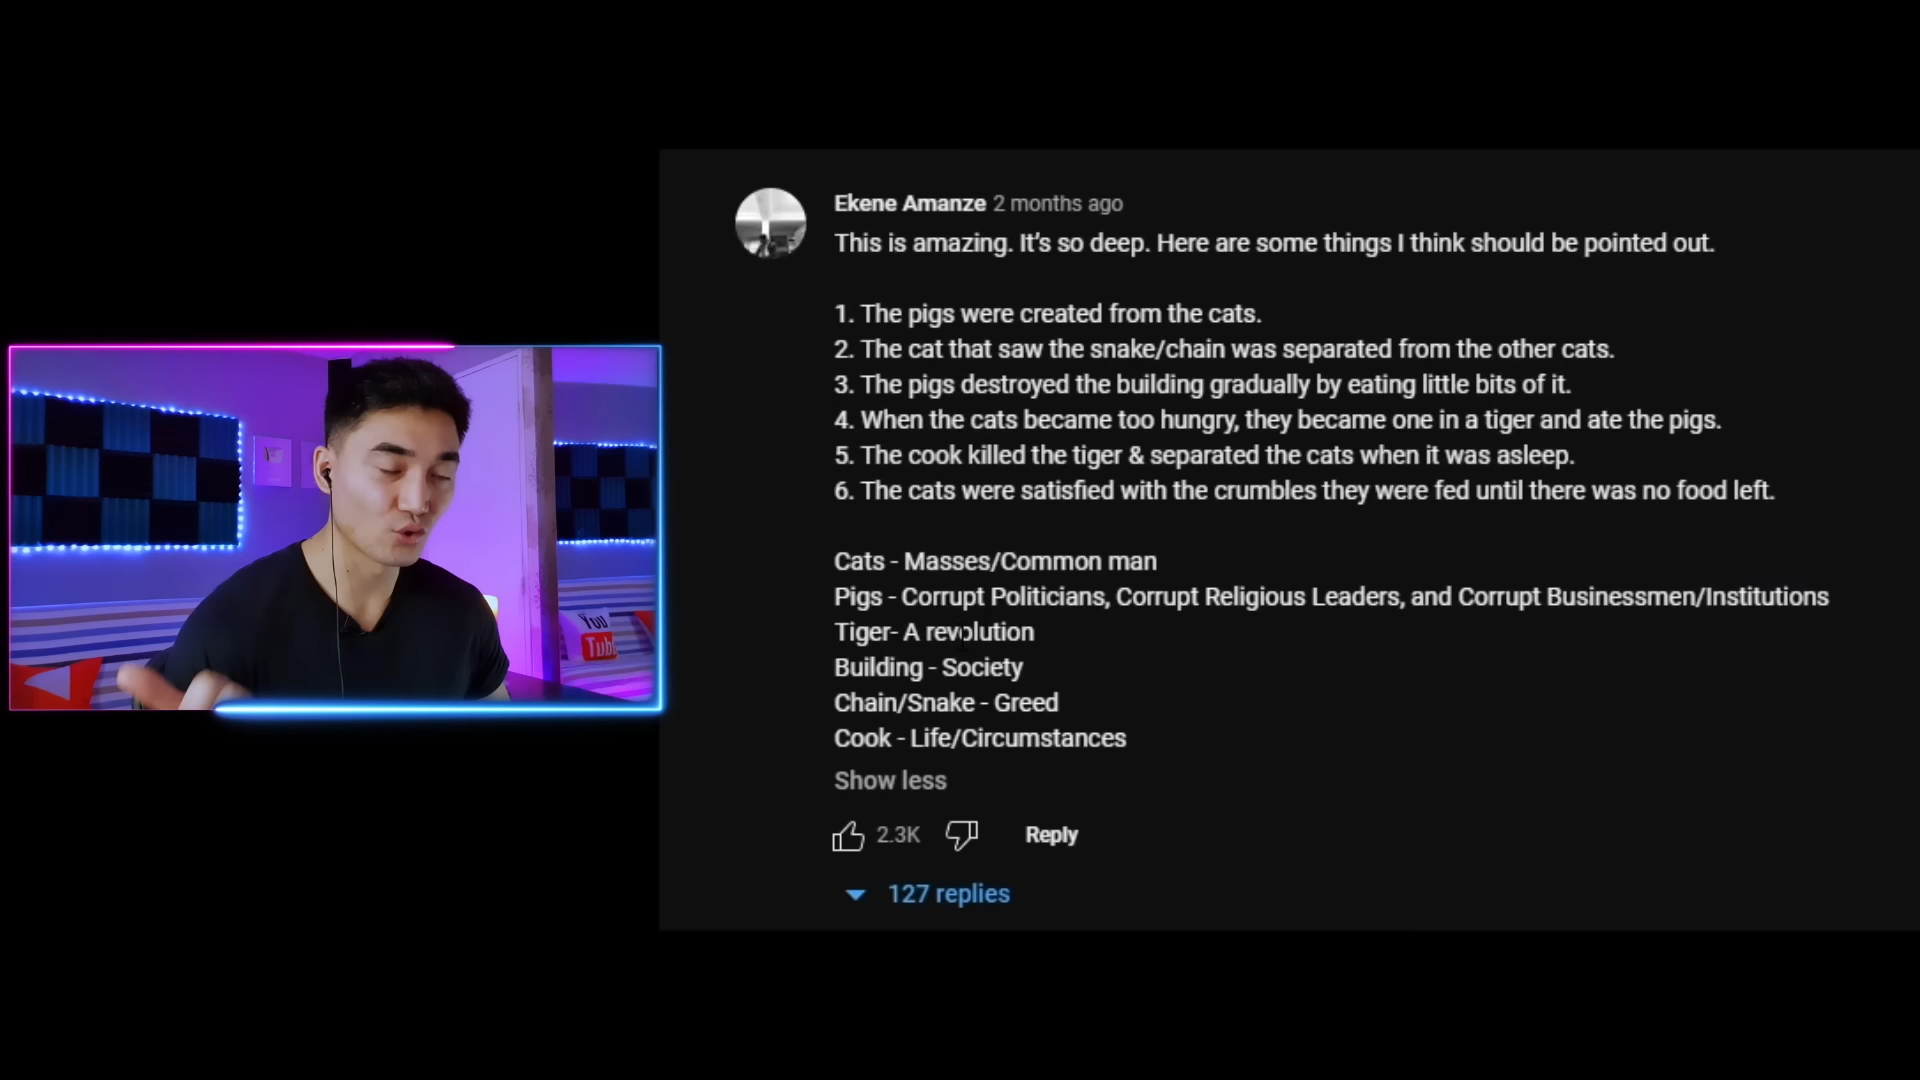 Ekene Amanze 2 months ago
This is amazing. It's so deep. Here are some things I think should be pointed out.
1. The pigs were created from the cats.
2. The cat that saw the snake/chain was separated from the other cats.
3. The pigs destroyed the building gradually by eating little bits of it.
4. When the cats became too hungry, they became one in a tiger and ate the pigs.
5. The cook killed the tiger & separated the cats when it was asleep.
6. The cats were satisfied with the crumbles they were fed until there was no food left.
Cats - Masses/Common man
Pigs - Corrupt Politicians, Corrupt Religious Leaders, and Corrupt Businessmen/Institutions
Tiger- A revolution
Building - Society
Chain/Snake - Greed
Cook - Life/Circumstances
Show less
2.3K Reply
127 replies
You
Tube